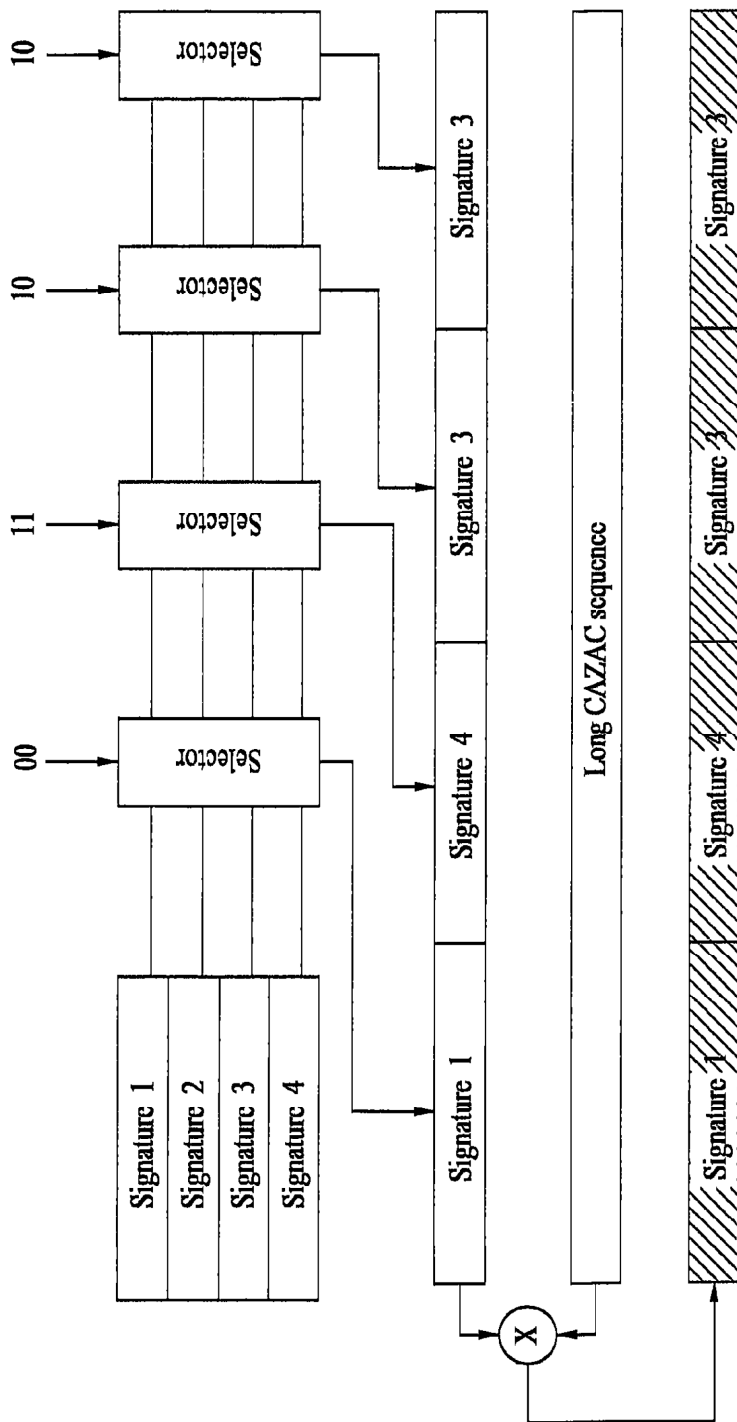 00
11
10
10
Signature 1
Signature 2
Signature 3
Signature 4
Selector
Selector
Selector
Selector
Signature 1
Signature 4
Signature 3
Signature 3
Long CAZAC sequence
X
Signature 1
Signature 4
Signature 3
Signature 3